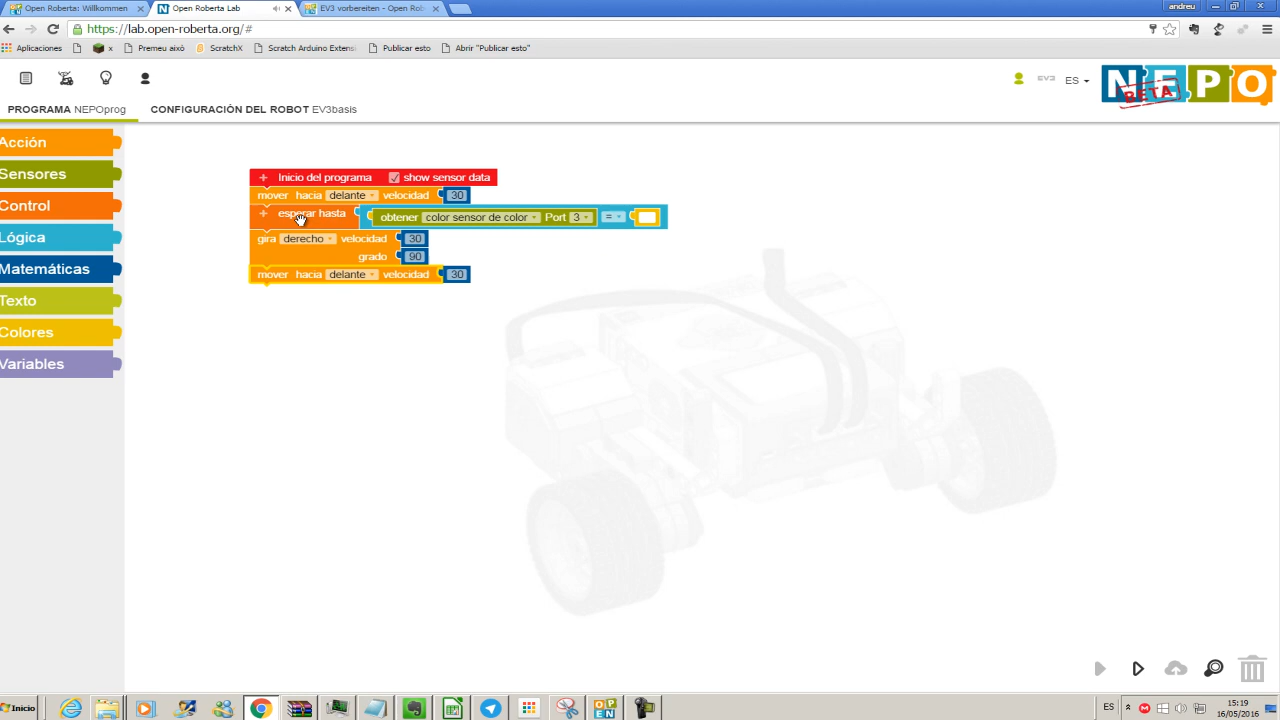 Open Roberta: Willkommen
Open Roberta Lab
EV3 vorbereiten - Open Rob
andreu
https://lab.open-roberta.org/#
Aplicaciones
x
Premeu aixó
ScratchX
Scratch Arduino Extensi
Publicar esto
Abrir "Publicar esto"
EV3
ES
NEPO
BETA
PROGRAMA NEPOprog
CONFIGURACIÓN DEL ROBOT EV3basis
Acción
Sensores
Control
Lógica
Matemáticas
Texto
Colores
Variables
+ Inicio del programa show sensor data
mover hacia delante velocidad 30
+ esperar hasta obtener color sensor de color Port 3 =
gira derecho velocidad 30
grado 90
mover hacia delante velocidad 30
Inicio
OPEN
ES
15:19
16/05/2016